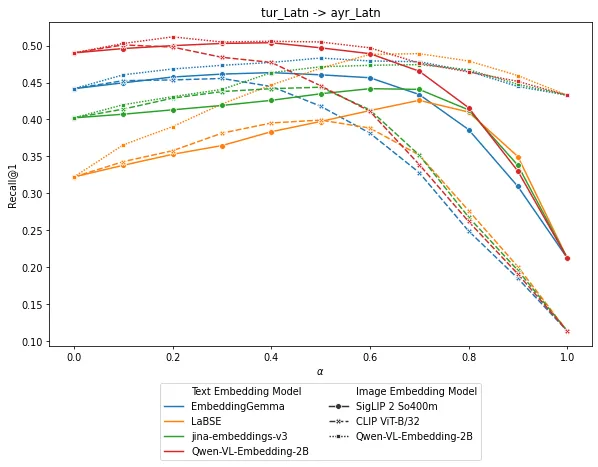 tur_Latn -> ayr_Latn
Recall@1
0.50
0.45
0.40
0.35
0.30
0.25
0.20
0.15
0.10
0.0 0.2 0.4 0.6 0.8 1.0
α
Text Embedding Model Image Embedding Model
EmbeddingGemma SigLIP 2 So400m
LaBSE CLIP ViT-B/32
jina-embeddings-v3 Qwen-VL-Embedding-2B
Qwen-VL-Embedding-2B